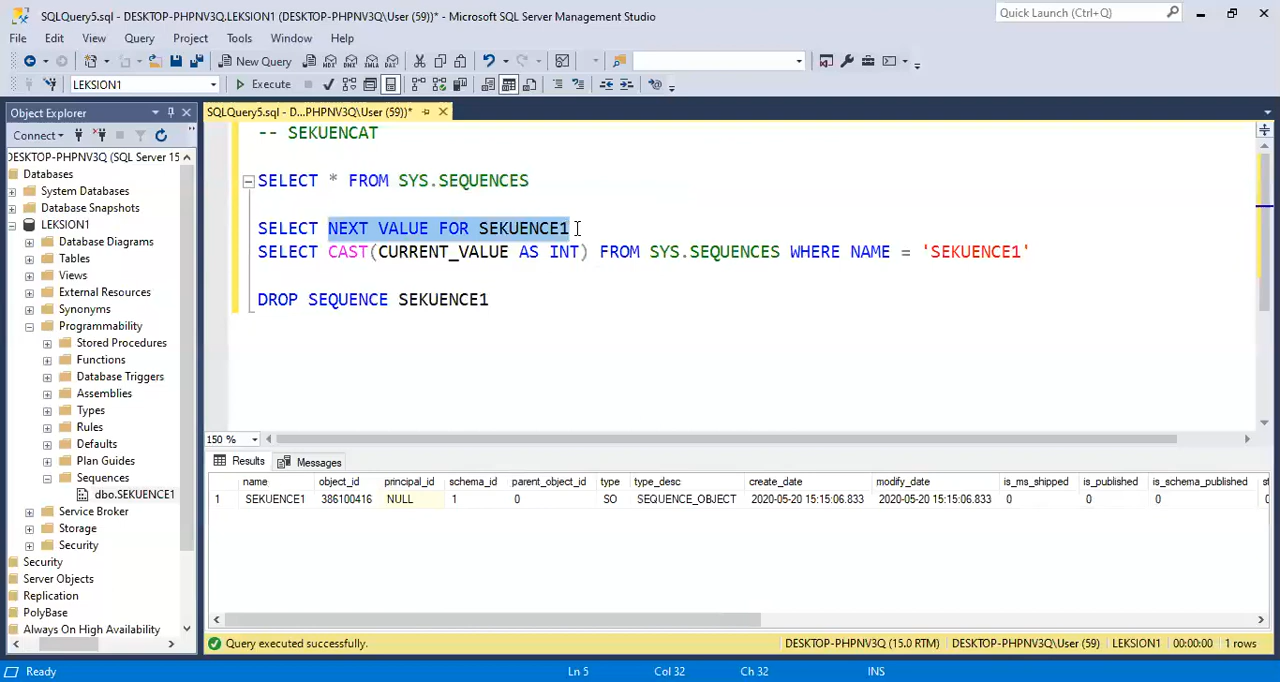 SQLQuery5.sql - DESKTOP-PHPNV3Q.LEKSION1 (DESKTOP-PHPNV3Q\User (59))* - Microsoft SQL Server Management Studio
Quick Launch (Ctrl+Q)
File Edit View Query Project Tools Window Help
New Query
LEKSION1 Execute
Object Explorer
SQLQuery5.sql - D...PHPNV3Q\User (59))*
Connect
DESKTOP-PHPNV3Q (SQL Server 15
Databases
System Databases
Database Snapshots
LEKSION1
Database Diagrams
Tables
Views
External Resources
Synonyms
Programmability
Stored Procedures
Functions
Database Triggers
Assemblies
Types
Rules
Defaults
Plan Guides
Sequences
dbo.SEKUENCE1
Service Broker
Storage
Security
Security
Server Objects
Replication
PolyBase
Always On High Availability
-- SEKUENCAT
SELECT * FROM SYS.SEQUENCES
SELECT NEXT VALUE FOR SEKUENCE1
SELECT CAST(CURRENT_VALUE AS INT) FROM SYS.SEQUENCES WHERE NAME = 'SEKUENCE1'
DROP SEQUENCE SEKUENCE1
150 %
Results Messages
name object_id principal_id schema_id parent_object_id type type_desc create_date modify_date is_ms_shipped is_published is_schema_published st
1 SEKUENCE1 386100416 NULL 1 0 SO SEQUENCE_OBJECT 2020-05-20 15:15:06.833 2020-05-20 15:15:06.833 0 0 0 0
Query executed successfully. DESKTOP-PHPNV3Q (15.0 RTM) DESKTOP-PHPNV3Q\User (59) LEKSION1 00:00:00 1 rows
Ready Ln 5 Col 32 Ch 32 INS